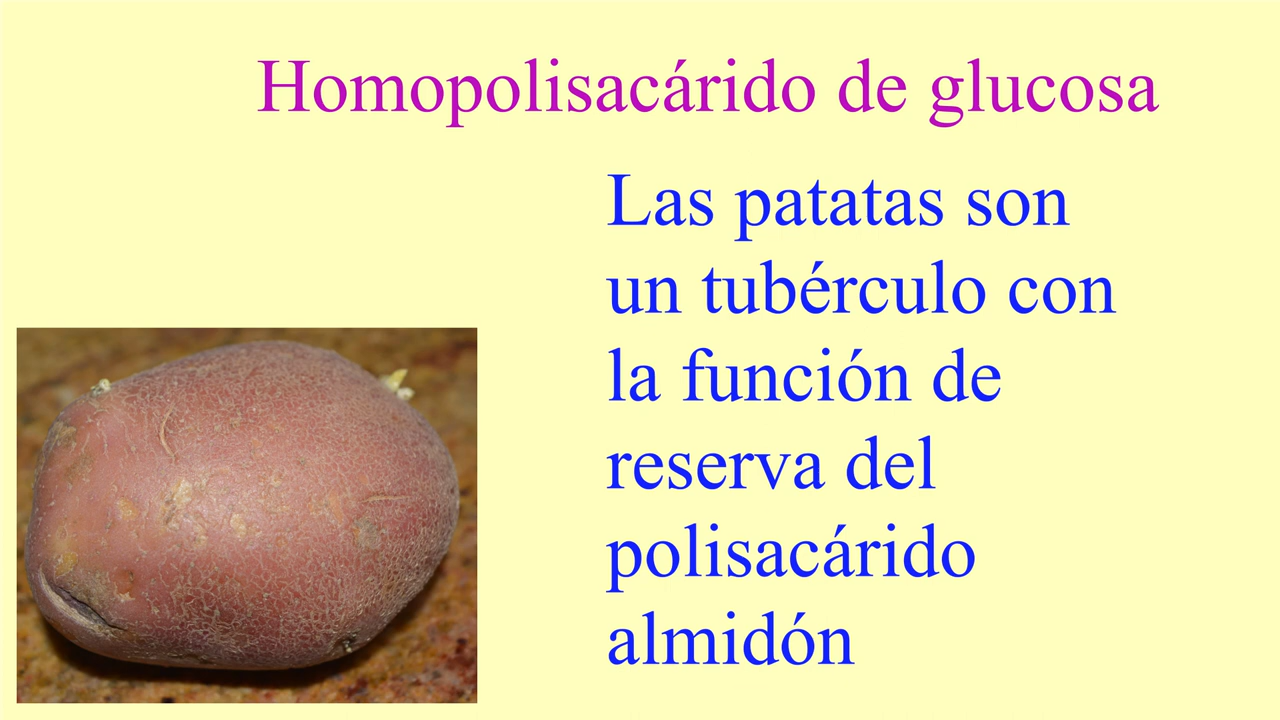 Homopolisacárido de glucosa
Las patatas son
un tubérculo con
la función de
reserva del
polisacárido
almidón